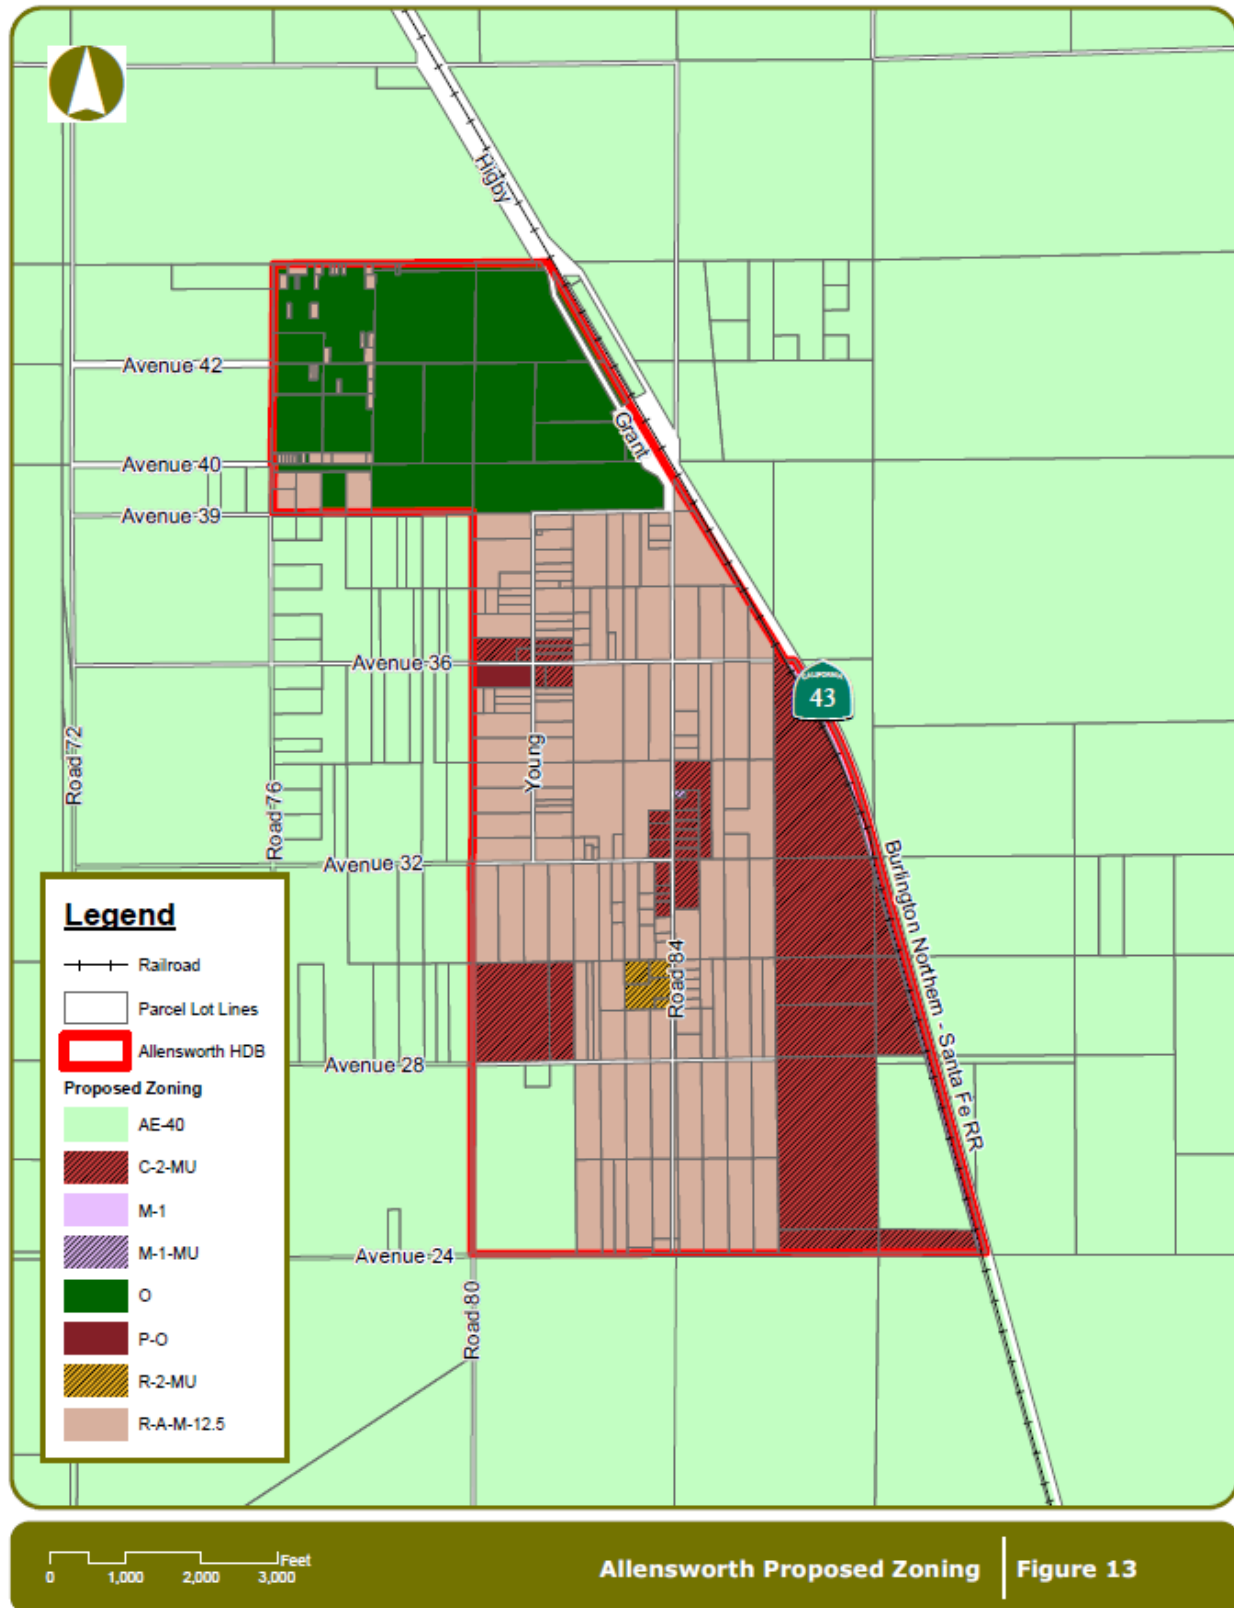 Higby
Avenue 42
Grant
Avenue 40
Avenue 39
Avenue 36
CALIFORNIA
43
Road 72
Young
Road 76
Avenue 32
Burlington Northern - Santa Fe RR
Road 84
Avenue 28
Avenue 24
Road 80
Legend
Railroad
Parcel Lot Lines
Allensworth HDB
Proposed Zoning
AE-40
C-2-MU
M-1
M-1-MU
O
P-O
R-2-MU
R-A-M-12.5
Feet
0 1,000 2,000 3,000
Allensworth Proposed Zoning
Figure 13